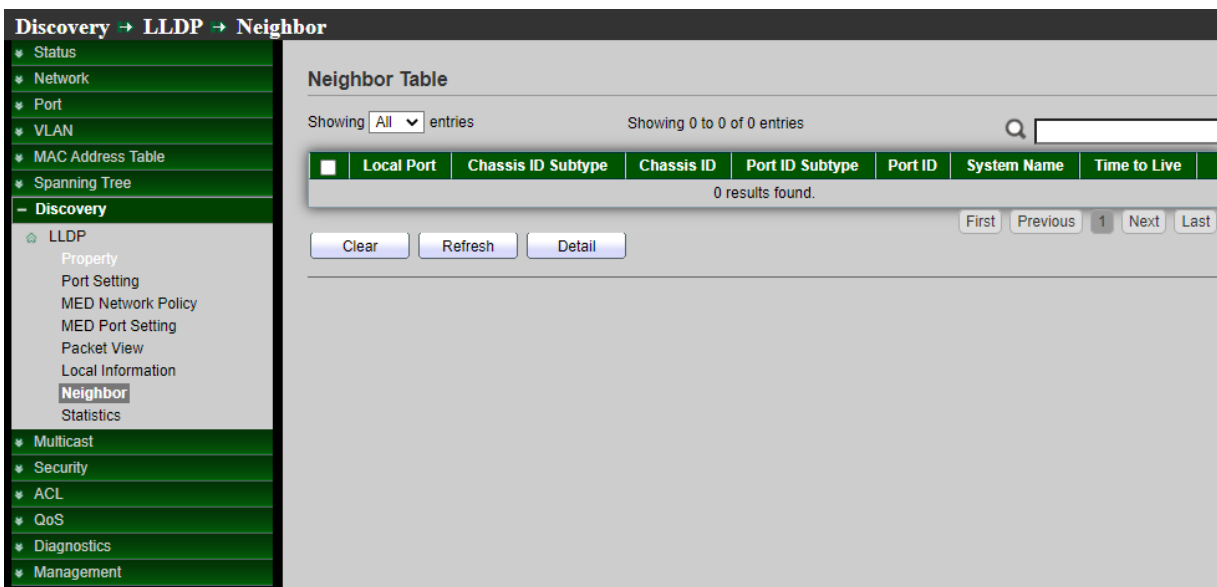 Discovery → LLDP → Neighbor
Status
Network
Port
VLAN
MAC Address Table
Spanning Tree
Discovery
LLDP
Property
Port Setting
MED Network Policy
MED Port Setting
Packet View
Local Information
Neighbor
Statistics
Multicast
Security
ACL
QoS
Diagnostics
Management
Neighbor Table
Showing All entries Showing 0 to 0 of 0 entries
Local Port Chassis ID Subtype Chassis ID Port ID Subtype Port ID System Name Time to Live
0 results found.
First Previous 1 Next Last
Clear Refresh Detail